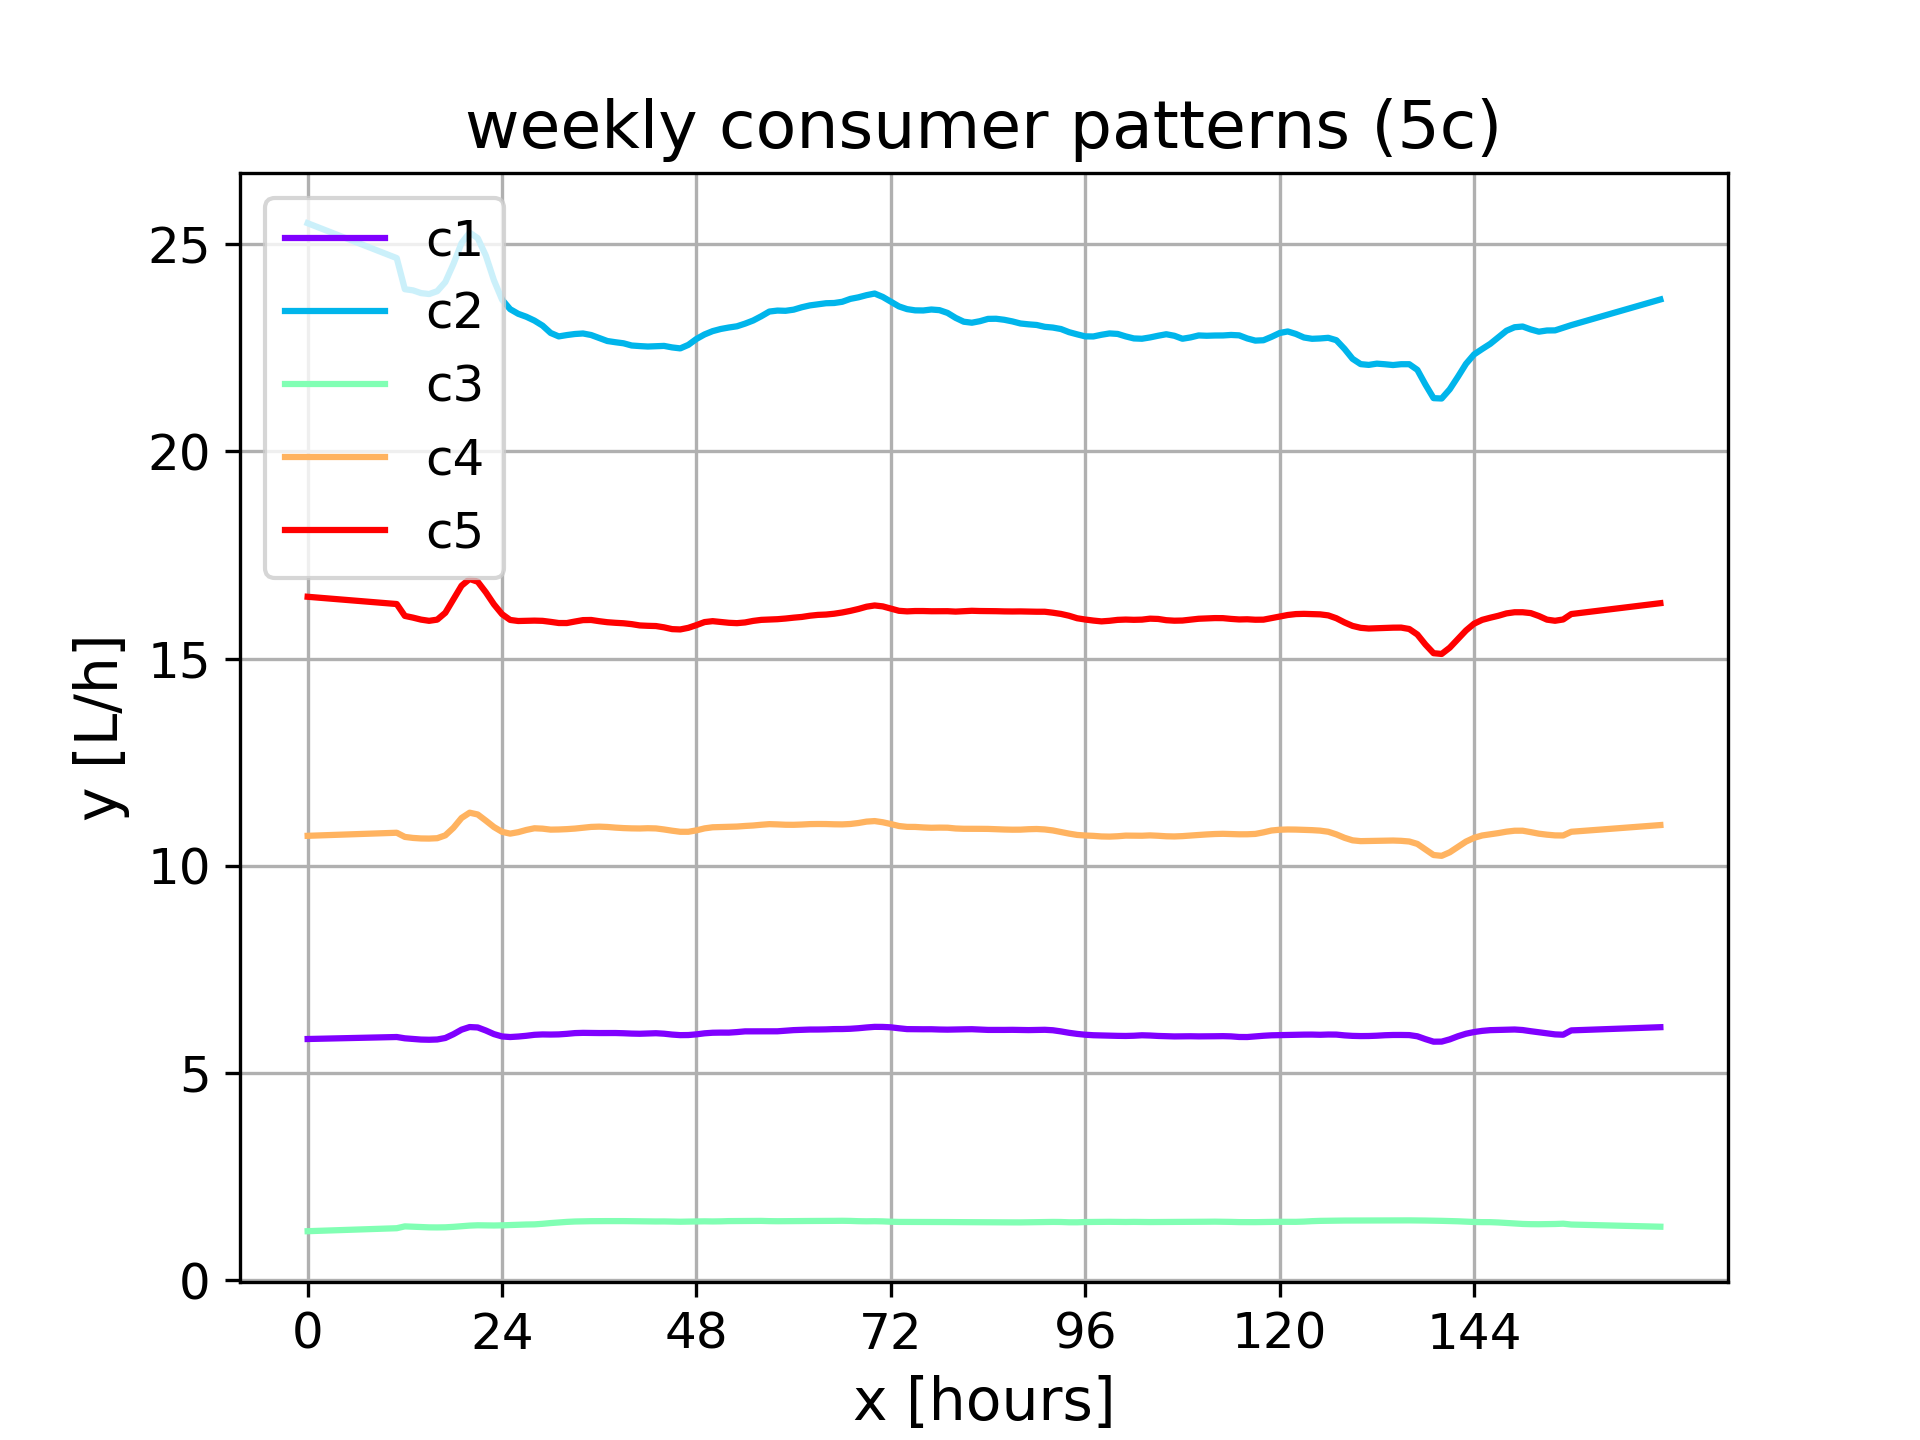 weekly consumer patterns (5c)
c1
c2
c3
c4
c5
25
20
15
10
5
0
y [L/h]
0 24 48 72 96 120 144
x [hours]